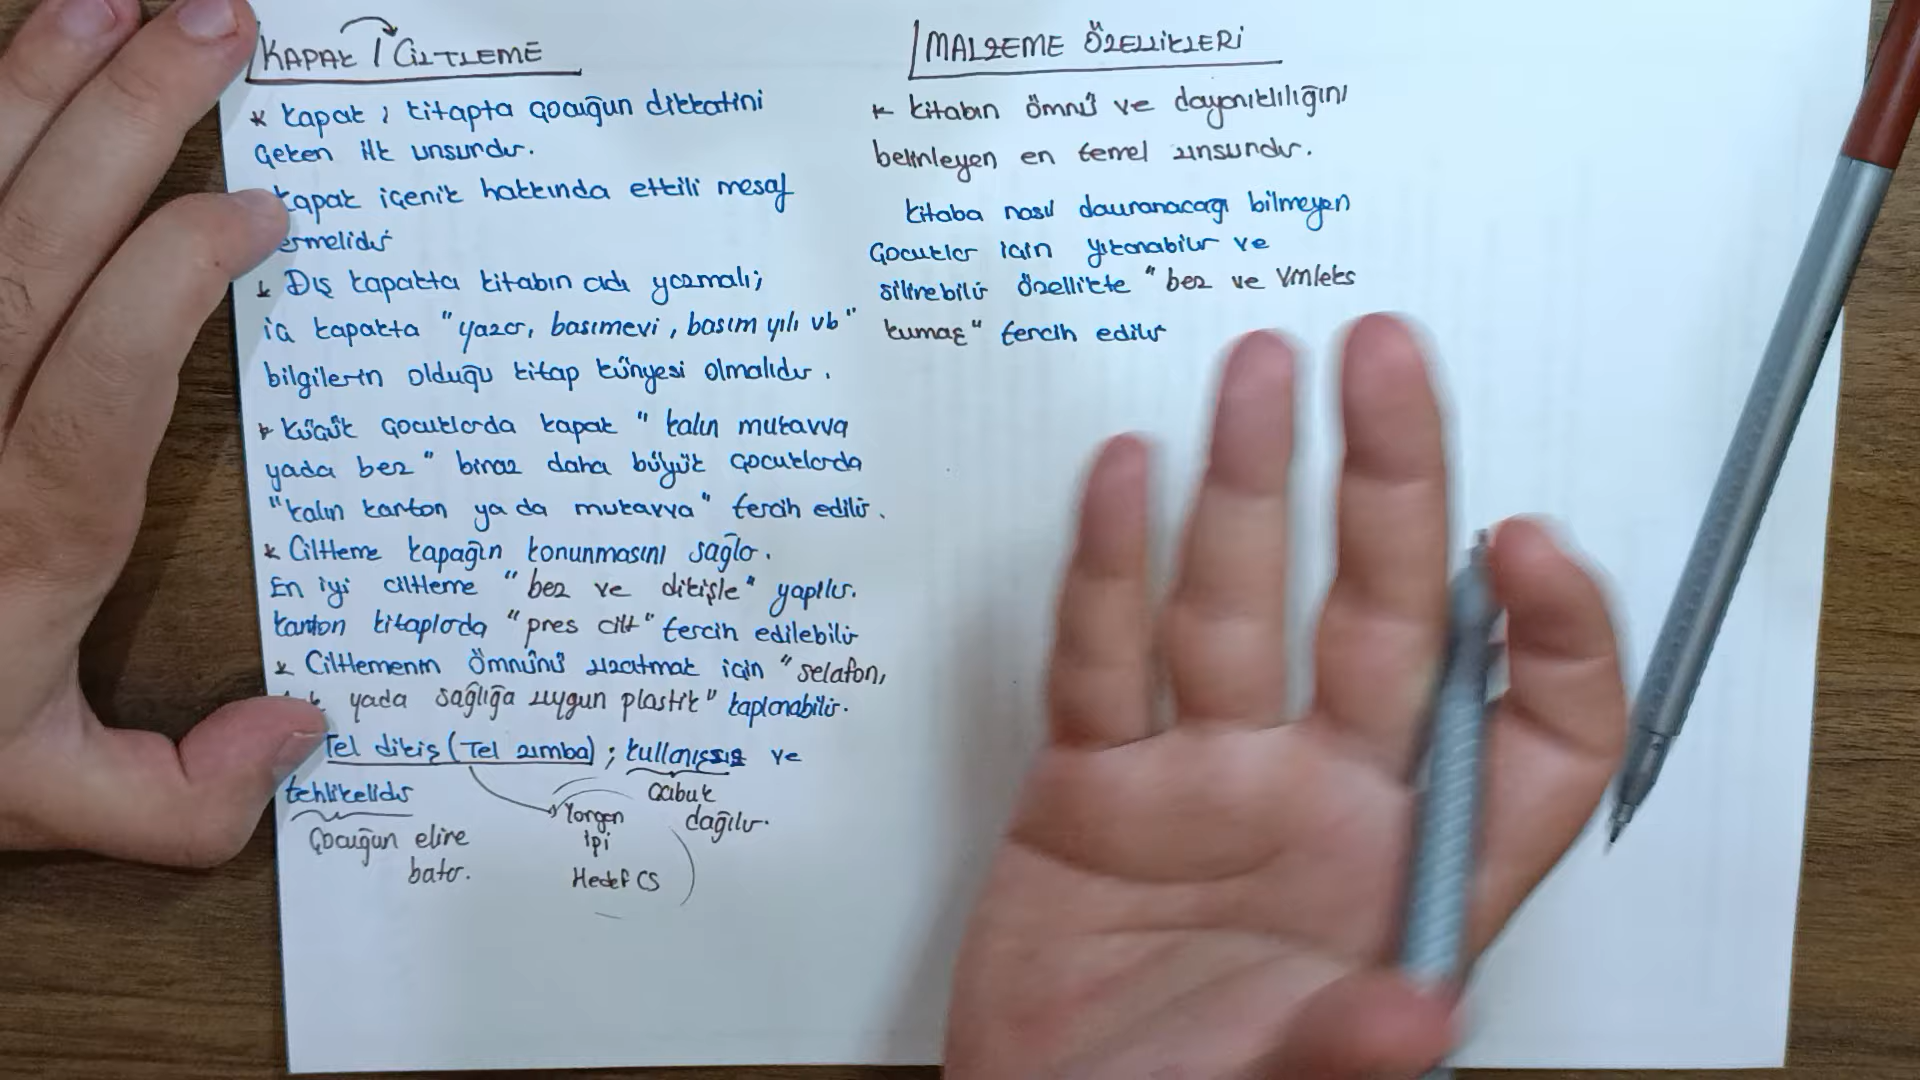 KAPAK / CİLTLEME
* Kapak ; kitapta çocuğun dikkatini
çeken ilk unsurdur.
kapak içerik hakkında etkili mesaj
ermelidir
* Dış kapakta kitabın adı yazmalı;
iç kapakta "yazar, basımevi, basım yılı vb"
bilgilerin olduğu kitap künyesi olmalıdır.
* Küçük çocuklarda kapak "kalın mukavva
yada bez" biraz daha büyük çocuklarda
"kalın karton ya da mukavva" tercih edilir.
* Ciltleme kapağın korunmasını sağlar.
En iyi ciltleme "bez ve dikişle" yapılır.
Karton kitaplarda "pres cilt" tercih edilebilir
* Ciltlemenin ömrünü uzatmak için "selafon,
yada sağlığa uygun plastik" kaplanabilir.
Tel dikiş (Tel zımba) ; kullanışsız ve
tehlikelidir
Çocuğun eline
batar.
Yorgan
ipi
Hedef CS
Çabuk
dağılır.
MALZEME ÖZELLİKLERİ
* Kitabın ömrü ve dayanıklılığını
belirleyen en temel unsurdur.
Kitaba nasıl davranacağı bilmeyen
Çocuklar için yıkanabilir ve
silinebilir özellikte "bez ve Vinleks
kumaş" tercih edilir